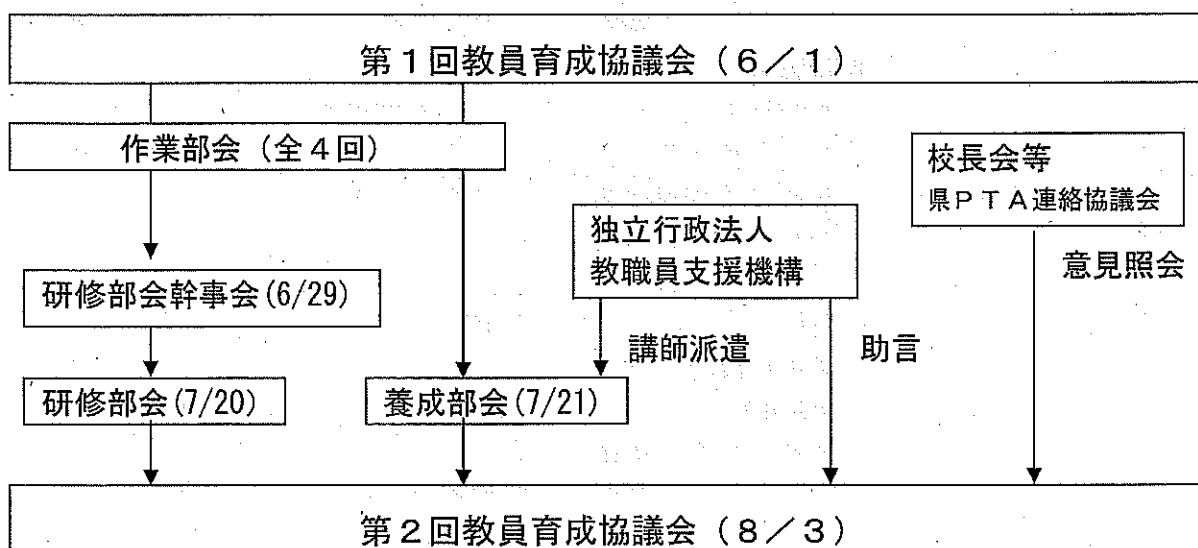 第１回教員育成協議会（６／１）
作業部会（全４回）
校長会等
県ＰＴＡ連絡協議会
独立行政法人
教職員支援機構
意見照会
研修部会幹事会(6/29)
講師派遣
助言
研修部会(7/20)
養成部会(7/21)
第２回教員育成協議会（８／３）